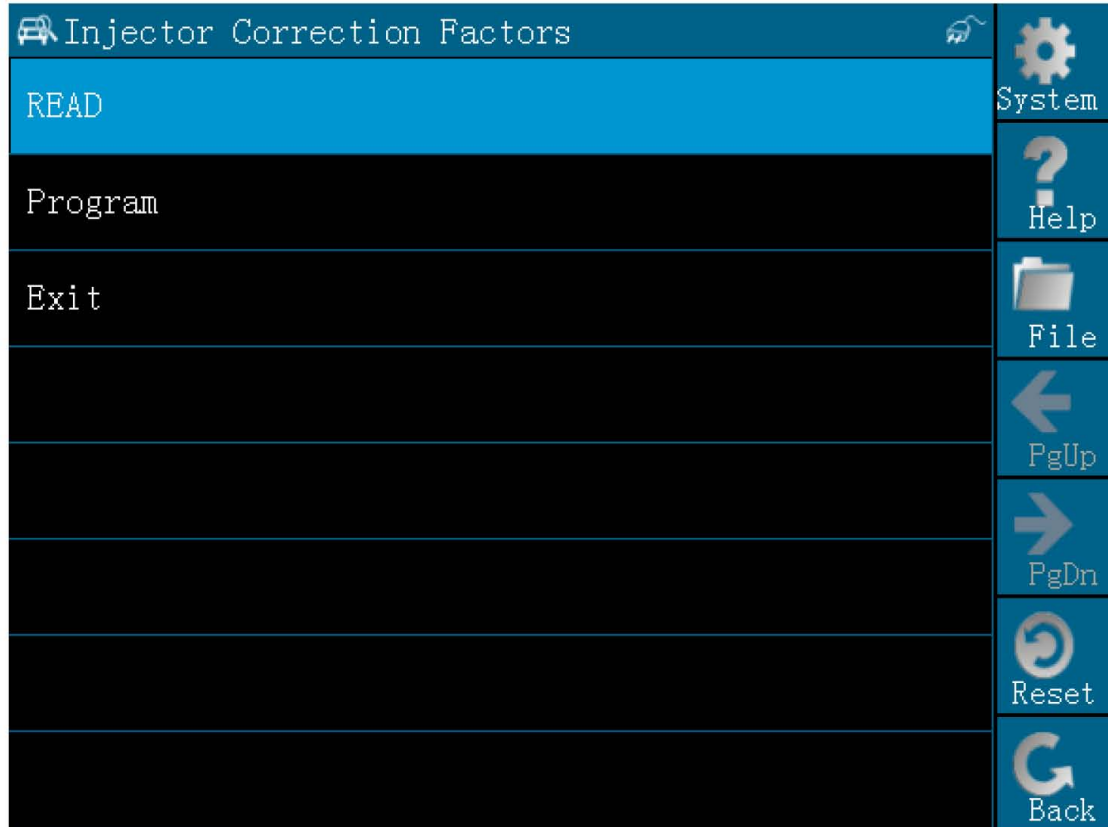 Injector Correction Factors
READ
Program
Exit
System
Help
File
PgUp
PgDn
Reset
Back